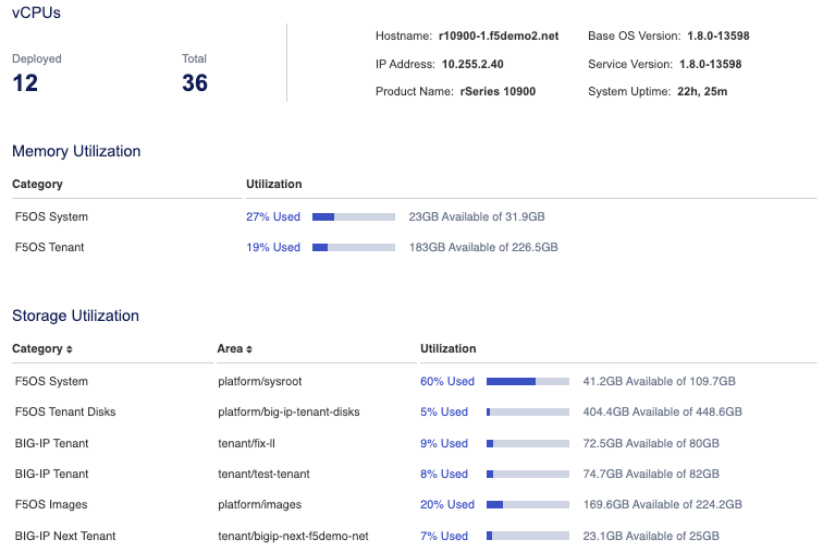 vCPUs
Deployed Total
12 36
Hostname: r10900-1.f5demo2.net Base OS Version: 1.8.0-13598
IP Address: 10.255.2.40 Service Version: 1.8.0-13598
Product Name: rSeries 10900 System Uptime: 22h, 25m
Memory Utilization
Category Utilization
F5OS System 27% Used 23GB Available of 31.9GB
F5OS Tenant 19% Used 183GB Available of 226.5GB
Storage Utilization
Category Area Utilization
F5OS System platform/sysroot 60% Used 41.2GB Available of 109.7GB
F5OS Tenant Disks platform/big-ip-tenant-disks 5% Used 404.4GB Available of 448.6GB
BIG-IP Tenant tenant/fix-ll 9% Used 72.5GB Available of 80GB
BIG-IP Tenant tenant/test-tenant 8% Used 74.7GB Available of 82GB
F5OS Images platform/images 20% Used 169.6GB Available of 224.2GB
BIG-IP Next Tenant tenant/bigip-next-f5demo-net 7% Used 23.1GB Available of 25GB